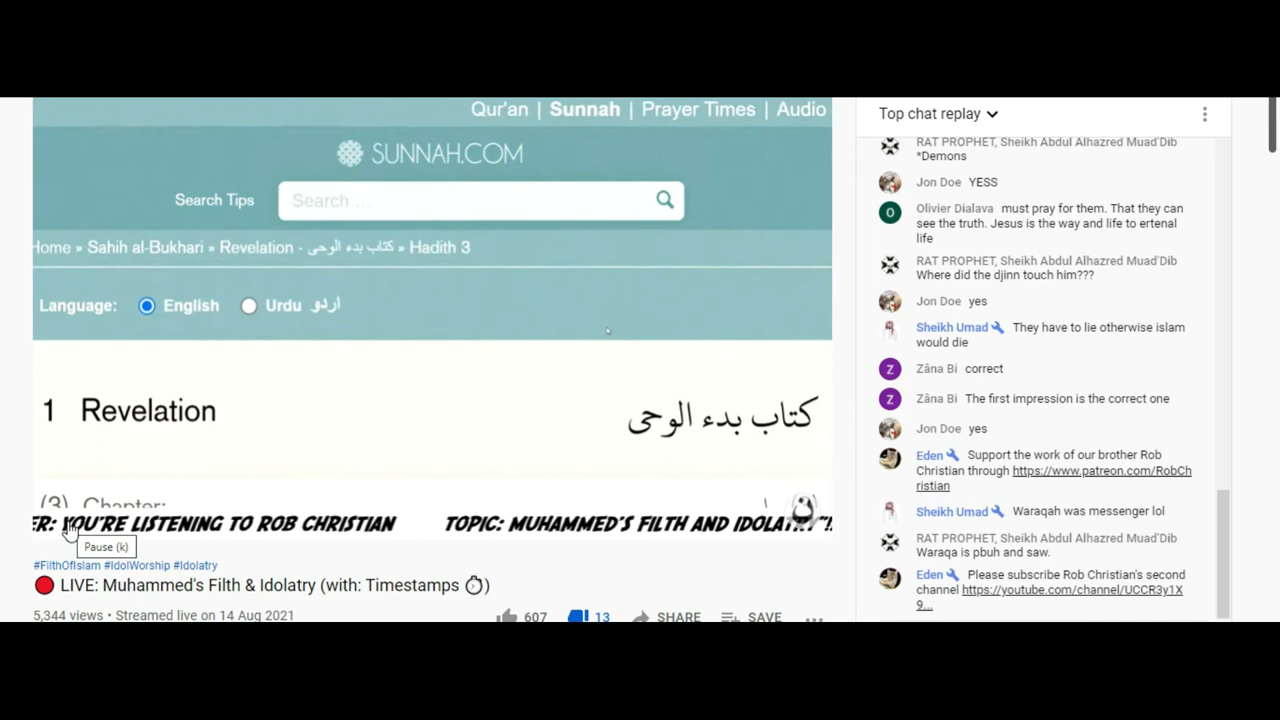 Qur'an | Sunnah | Prayer Times | Audio
SUNNAH.COM
Search Tips
Search ...
Home » Sahih al-Bukhari » Revelation - كتاب بدء الوحى » Hadith 3
Language: English Urdu اردو
1 Revelation
كتاب بدء الوحى
(3) Chapter:
ER: YOU'RE LISTENING TO ROB CHRISTIAN TOPIC: MUHAMMED'S FILTH AND IDOLATRY"!
ن
Pause (k)
#FilthOfIslam #IdolWorship #Idolatry
LIVE: Muhammed's Filth & Idolatry (with: Timestamps ⏱)
5,344 views • Streamed live on 14 Aug 2021
607 13 SHARE SAVE ...
Top chat replay
RAT PROPHET, Sheikh Abdul Alhazred Muad'Dib
*Demons
Jon Doe YESS
O
Olivier Dialava must pray for them. That they can
see the truth. Jesus is the way and life to ertenal
life
RAT PROPHET, Sheikh Abdul Alhazred Muad'Dib
Where did the djinn touch him???
Jon Doe yes
Sheikh Umad They have to lie otherwise islam
would die
Z
Zâna Bi correct
Z
Zâna Bi The first impression is the correct one
Jon Doe yes
Eden Support the work of our brother Rob
Christian through https://www.patreon.com/RobCh
ristian
Sheikh Umad Waraqah was messenger lol
RAT PROPHET, Sheikh Abdul Alhazred Muad'Dib
Waraqa is pbuh and saw.
Eden Please subscribe Rob Christian's second
channel https://youtube.com/channel/UCCR3y1X
9...